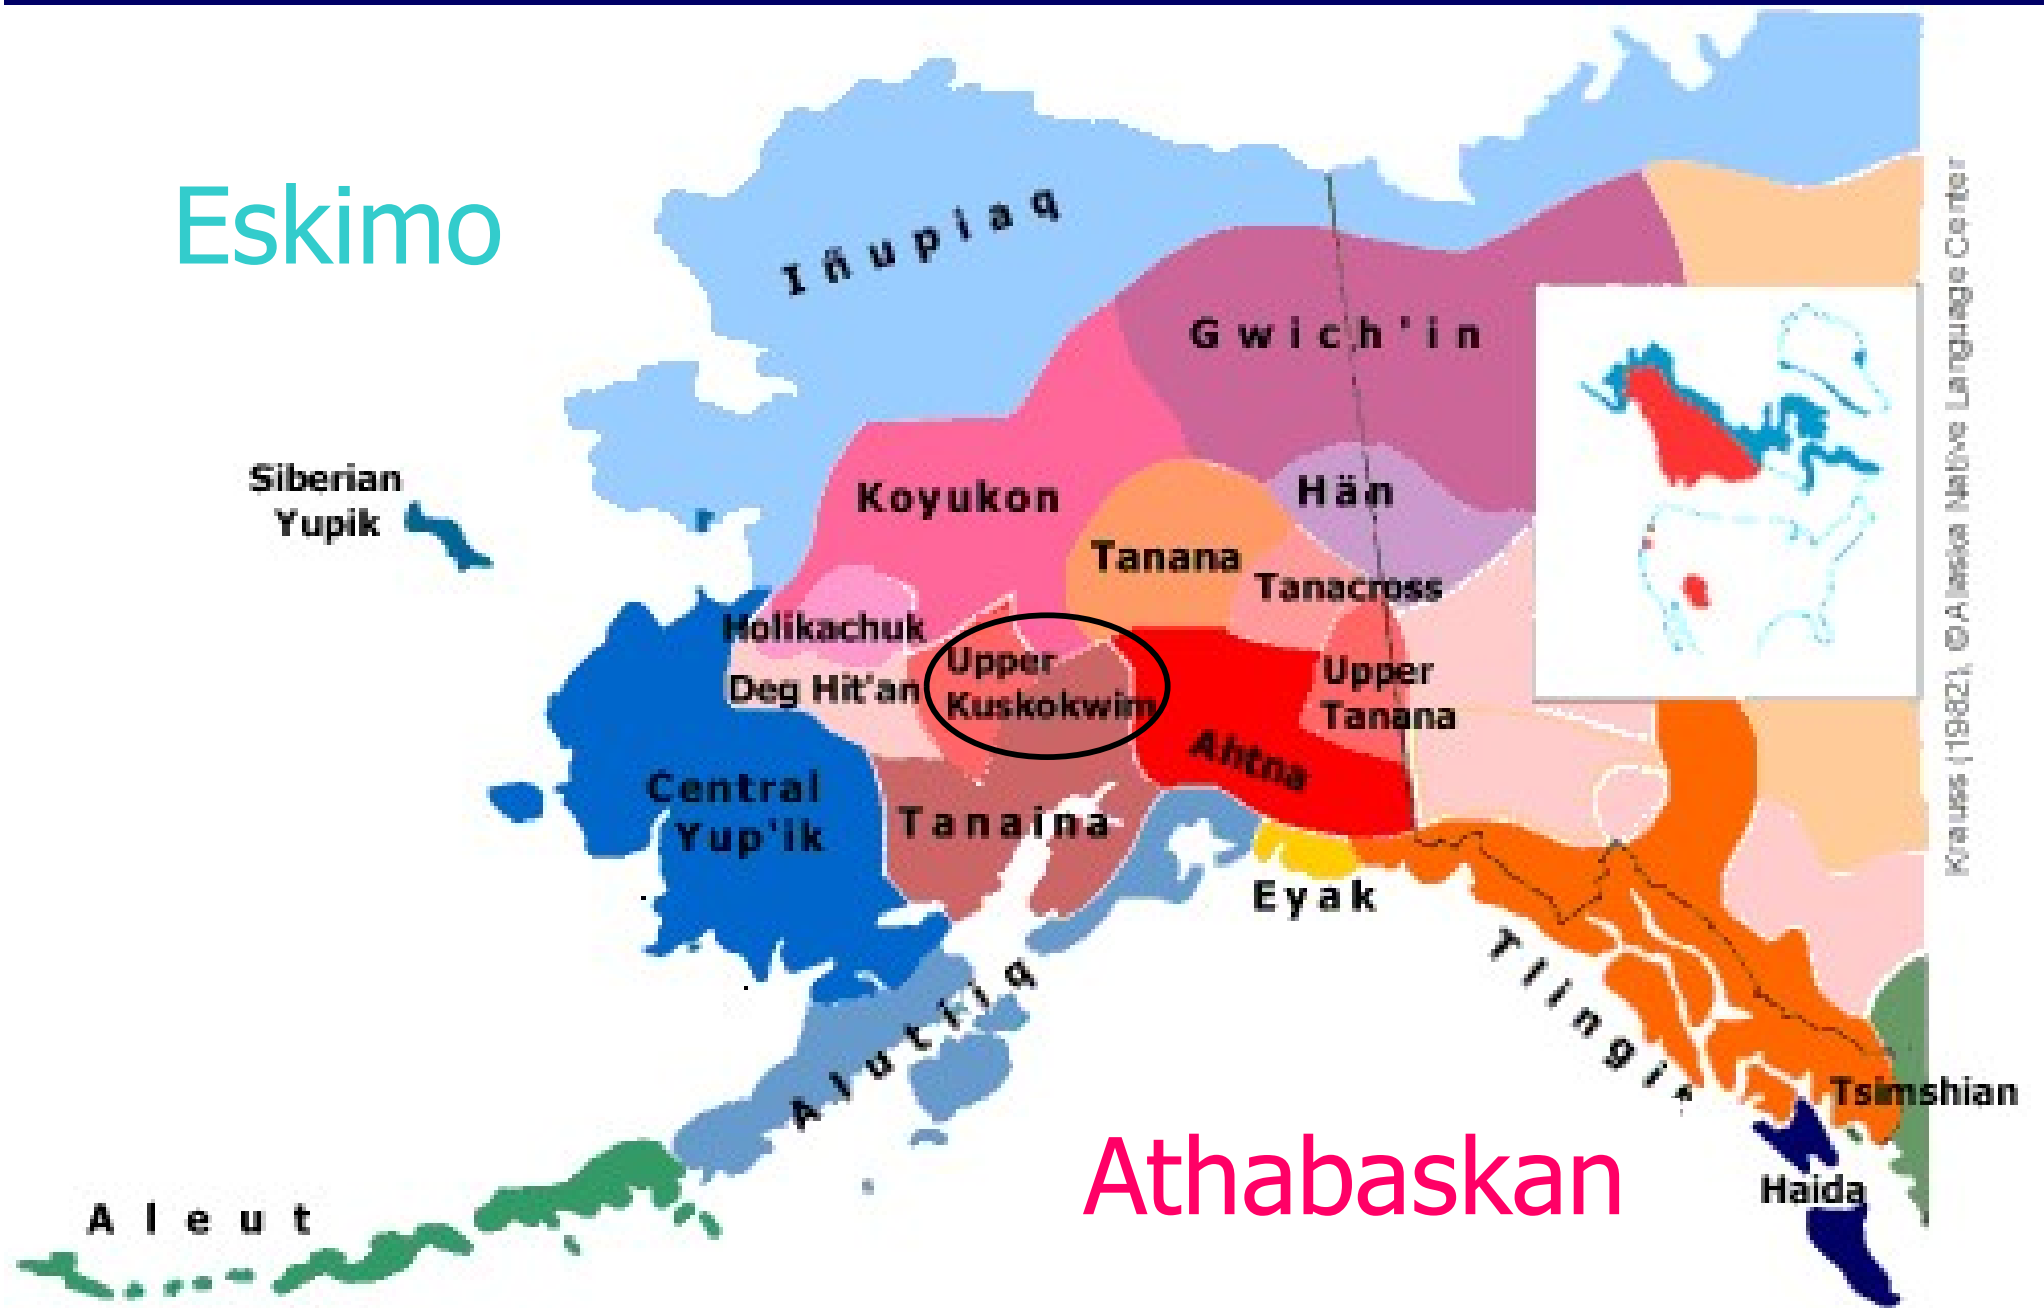 Eskimo
Iñupiaq
Gwich'in
Siberian
Yupik
Koyukon
Hän
Tanana
Tanacross
Holikachuk
Upper
Kuskokwim
Deg Hit'an
Upper
Tanana
Ahtna
Central
Yup'ik
Tanaina
Eyak
Tlingit
Alutiiq
Tsimshian
Haida
Athabaskan
Aleut
Krauss (1982), © Alaska Native Language Center